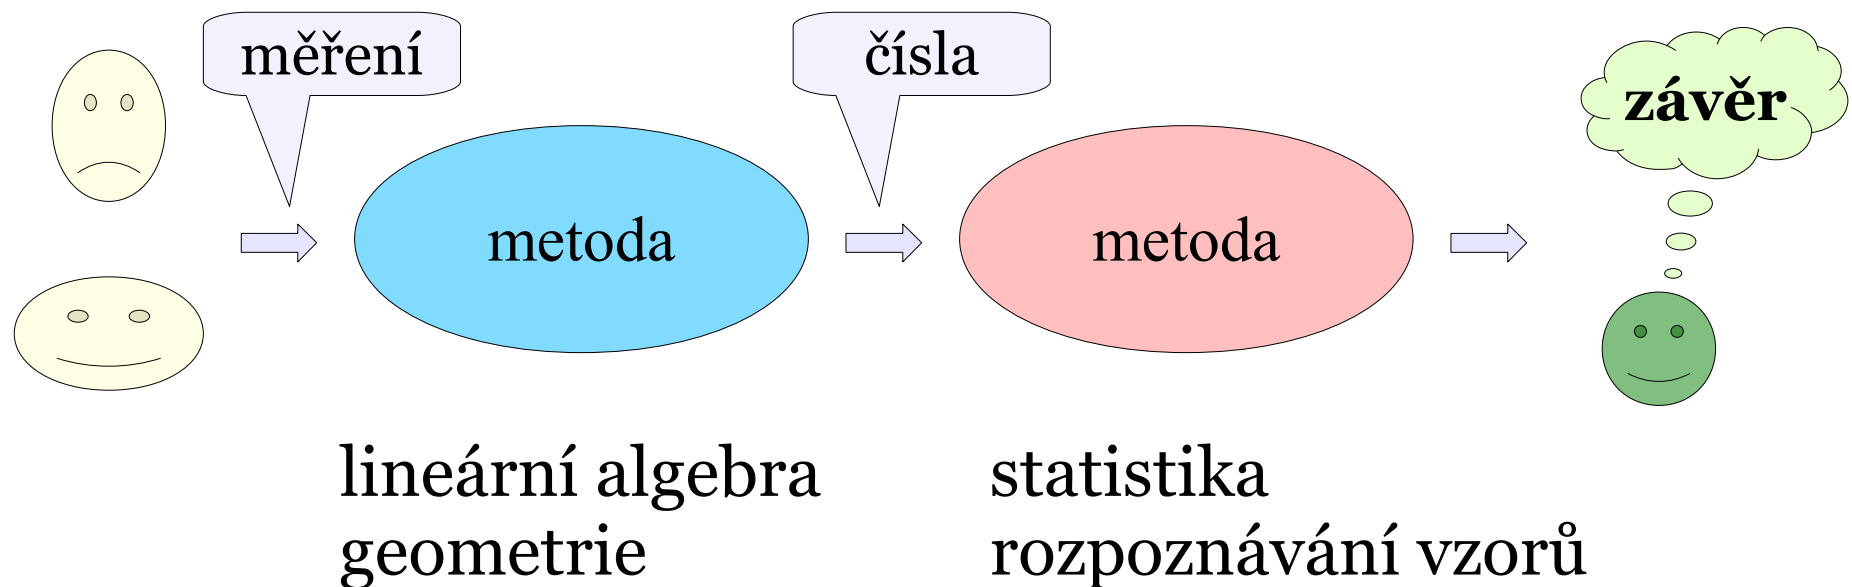 měření
čísla
závěr
metoda
metoda
lineární algebra
geometrie
statistika
rozpoznávání vzorů